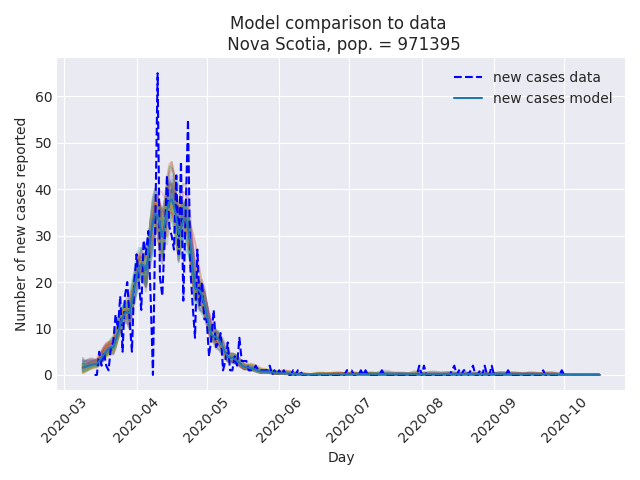 Model comparison to data
Nova Scotia, pop. = 971395
new cases data
new cases model
Number of new cases reported
60
50
40
30
20
10
0
2020-03
2020-04
2020-05
2020-06
2020-07
2020-08
2020-09
2020-10
Day